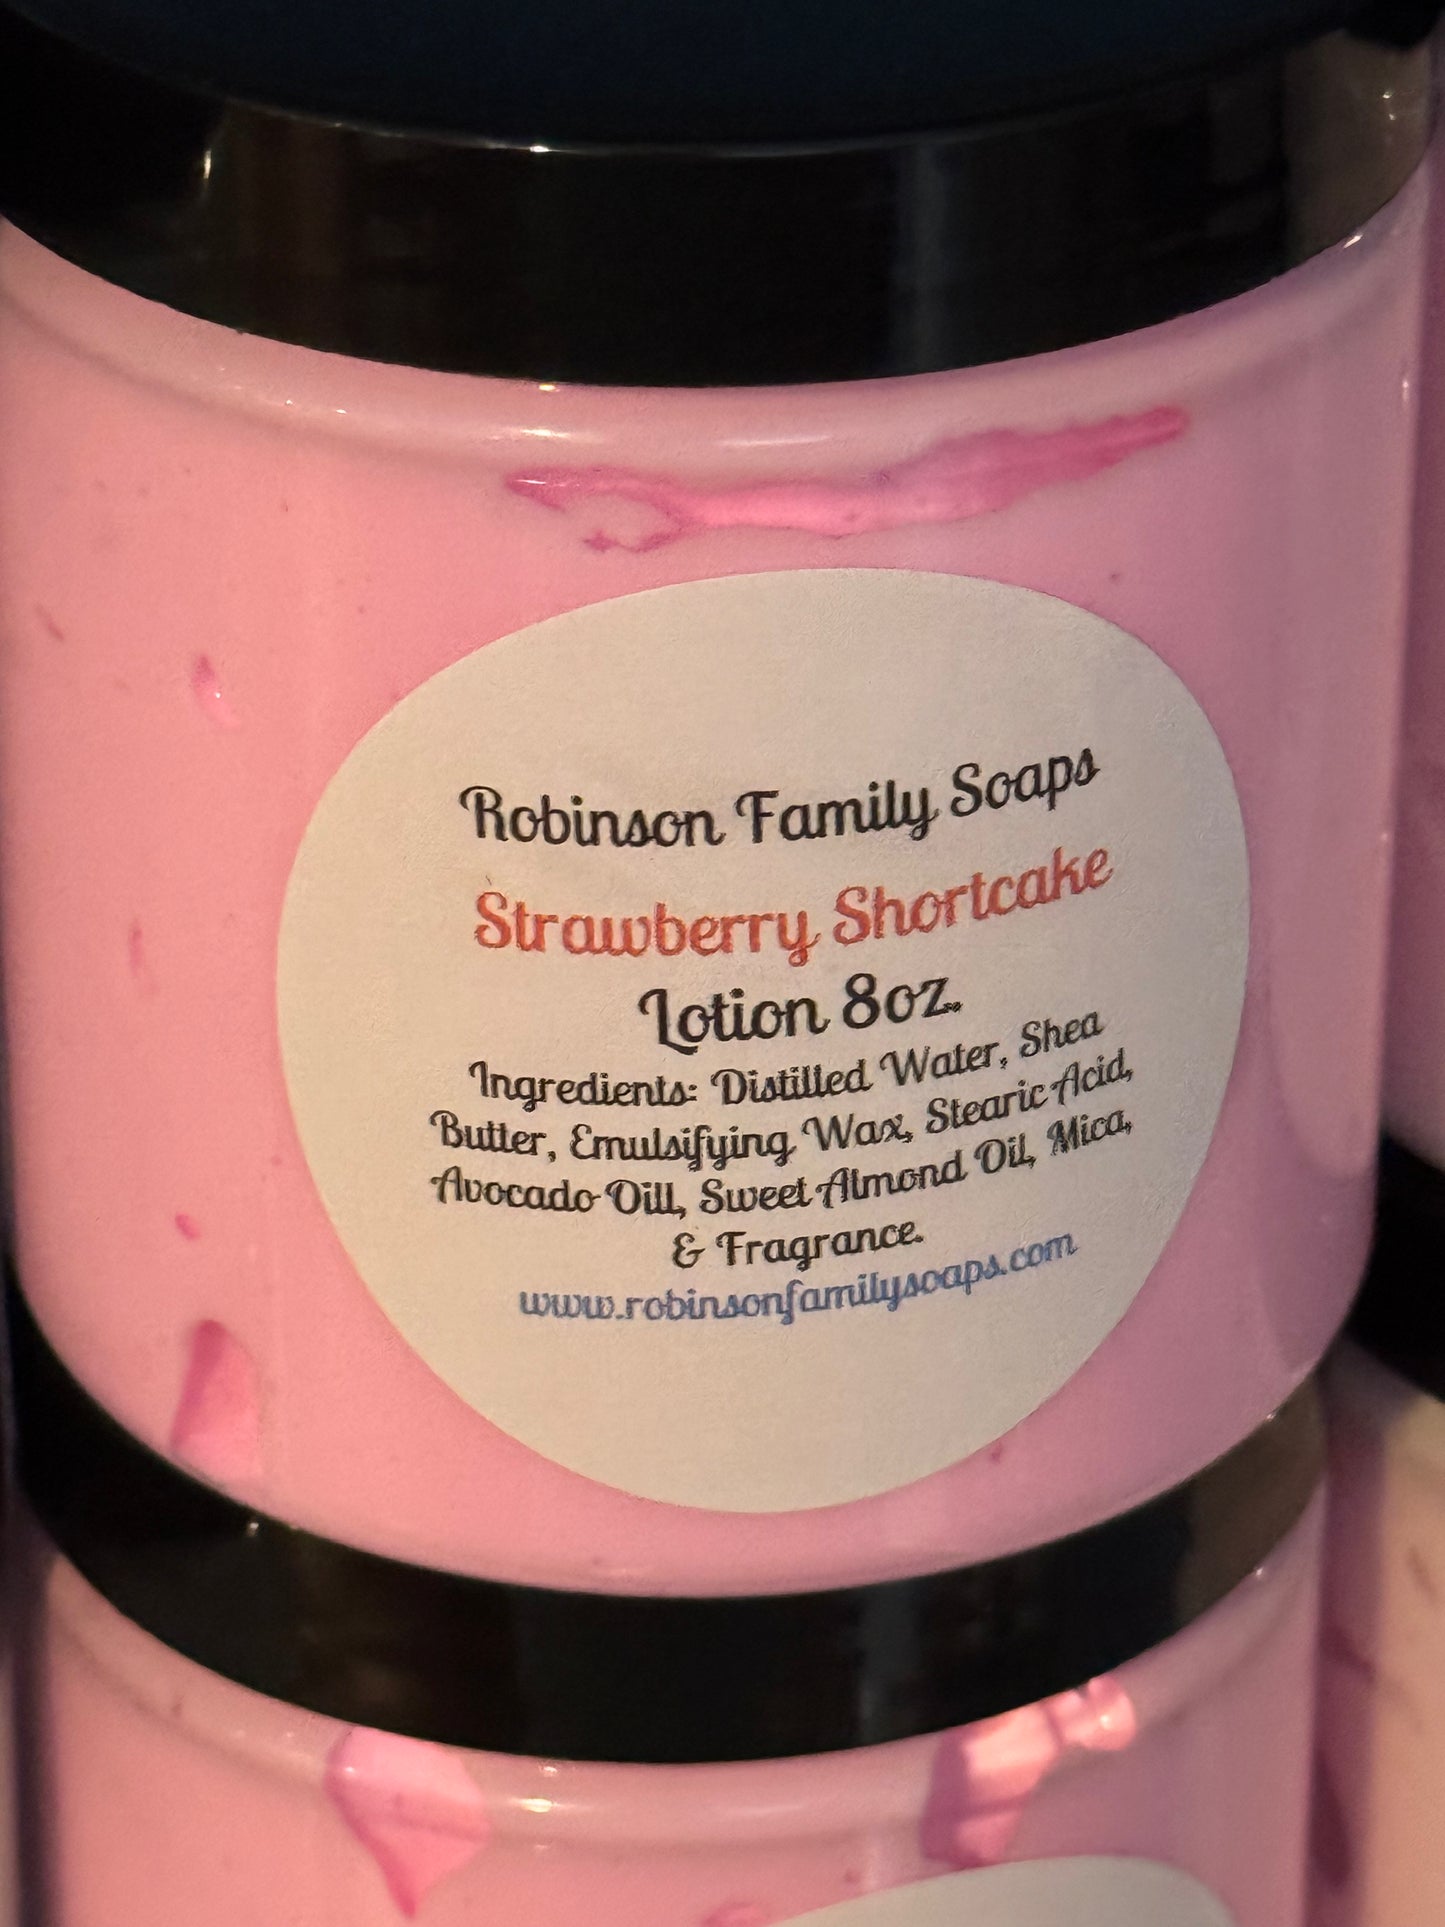 Robinson Family Soaps
Strawberry Shortcake
Lotion 8oz.
Ingredients: Distilled Water, Shea
Butter, Emulsifying Wax, Stearic Acid,
Avocado Oill, Sweet Almond Oil, Mica,
& Fragrance.
www.robinsonfamilysoaps.com